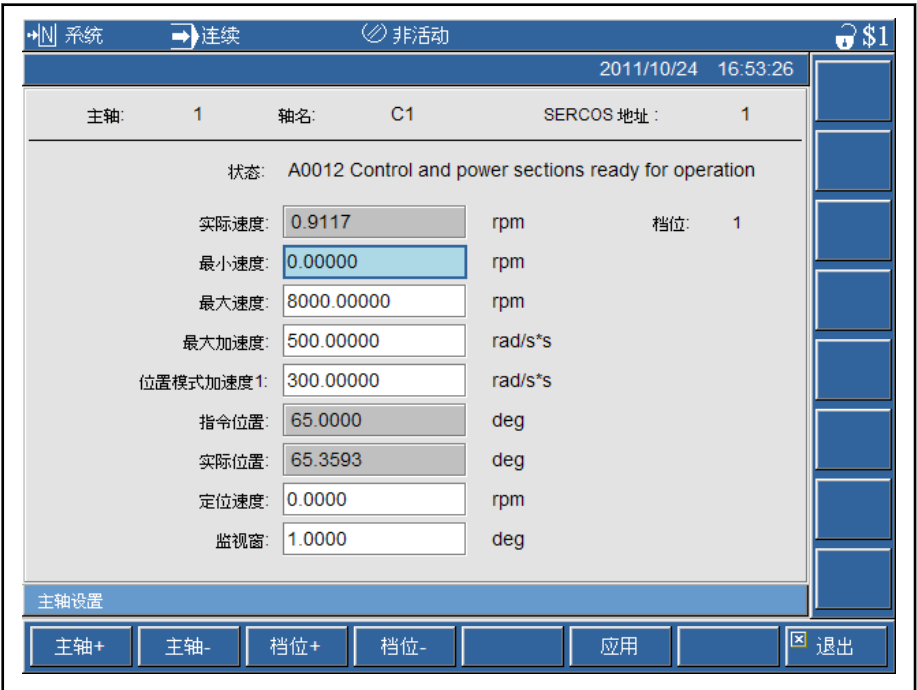 →N 系统 连续 非活动 $1
2011/10/24 16:53:26
主轴: 1 轴名: C1 SERCOS 地址 : 1
状态: A0012 Control and power sections ready for operation
实际速度: 0.9117 rpm 档位: 1
最小速度: 0.00000 rpm
最大速度: 8000.00000 rpm
最大加速度: 500.00000 rad/s*s
位置模式加速度1: 300.00000 rad/s*s
指令位置: 65.0000 deg
实际位置: 65.3593 deg
定位速度: 0.0000 rpm
监视窗: 1.0000 deg
主轴设置
主轴+ 主轴- 档位+ 档位- 应用 退出